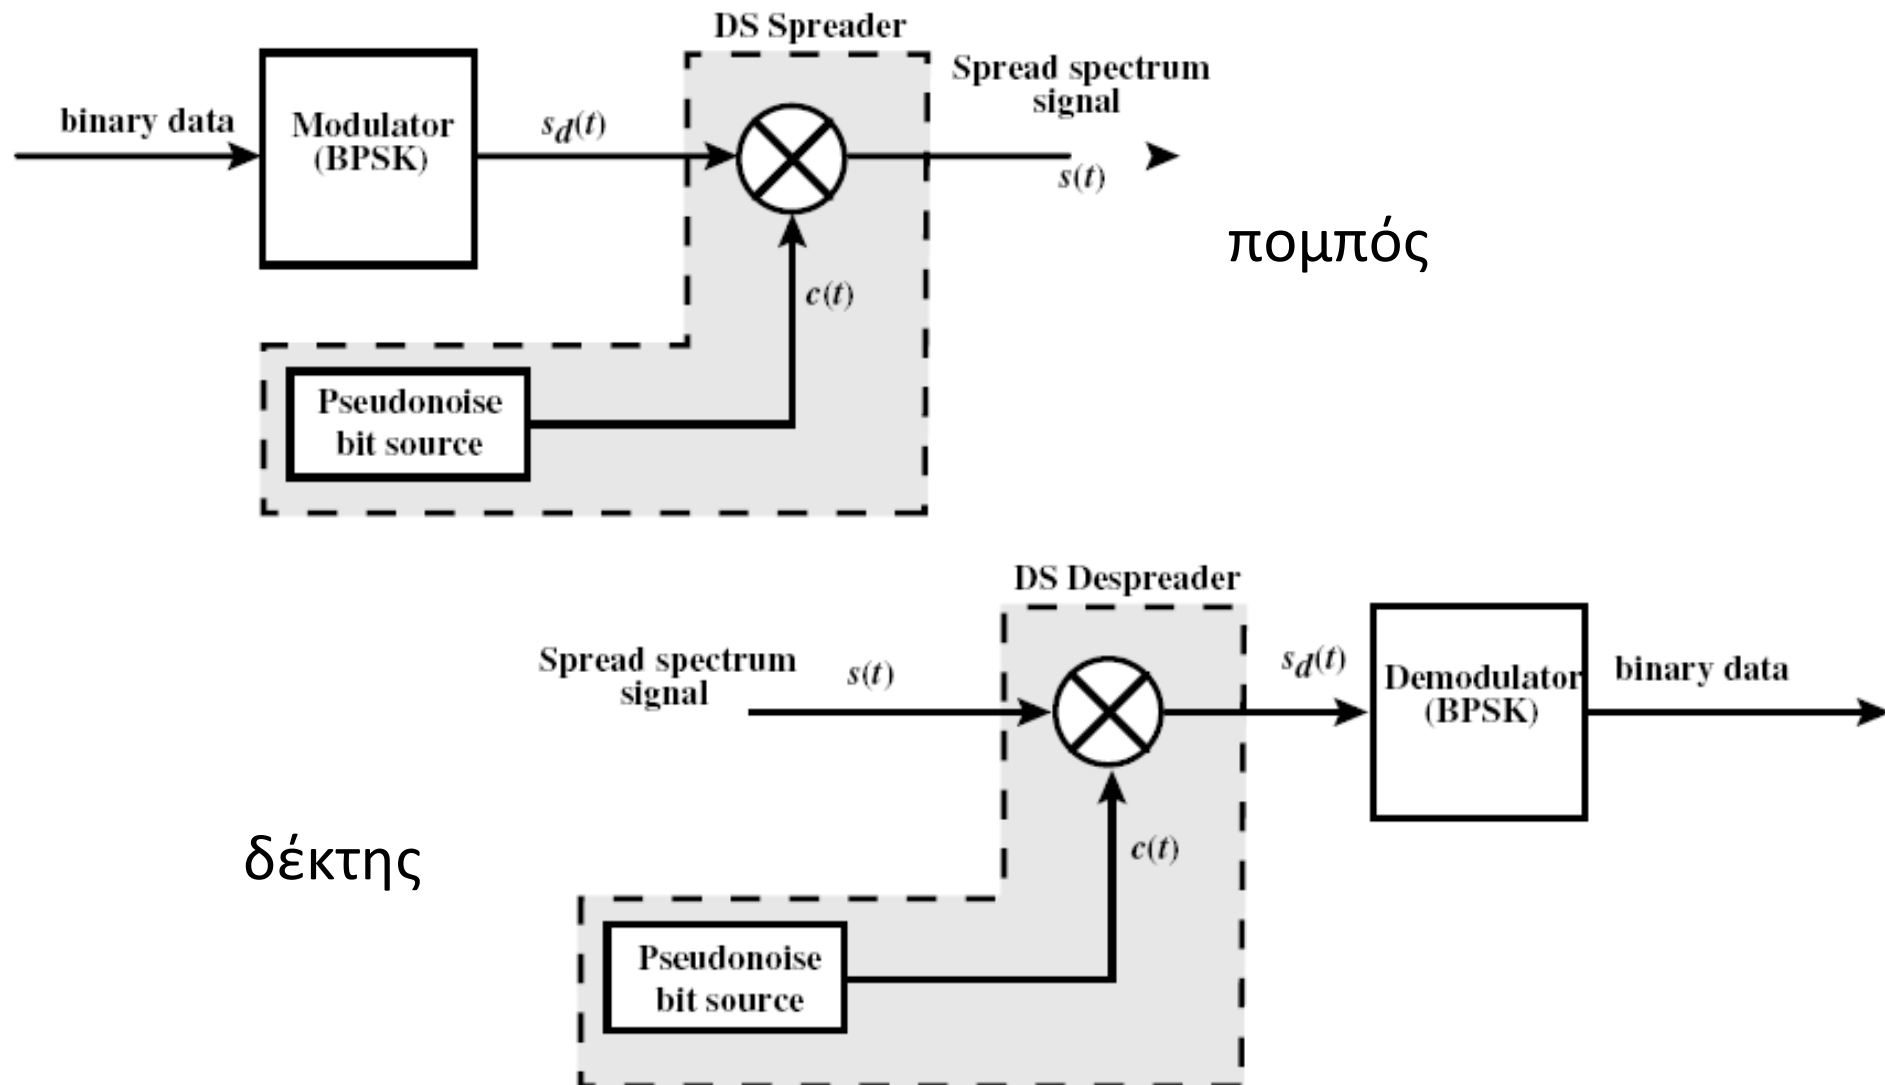 DS Spreader
Spread spectrum
signal
binary data
Modulator
(BPSK)
s_d(t)
s(t)
πομπός
c(t)
Pseudonoise
bit source
DS Despreader
Spread spectrum
signal
s(t)
s_d(t)
Demodulator
(BPSK)
binary data
c(t)
δέκτης
Pseudonoise
bit source